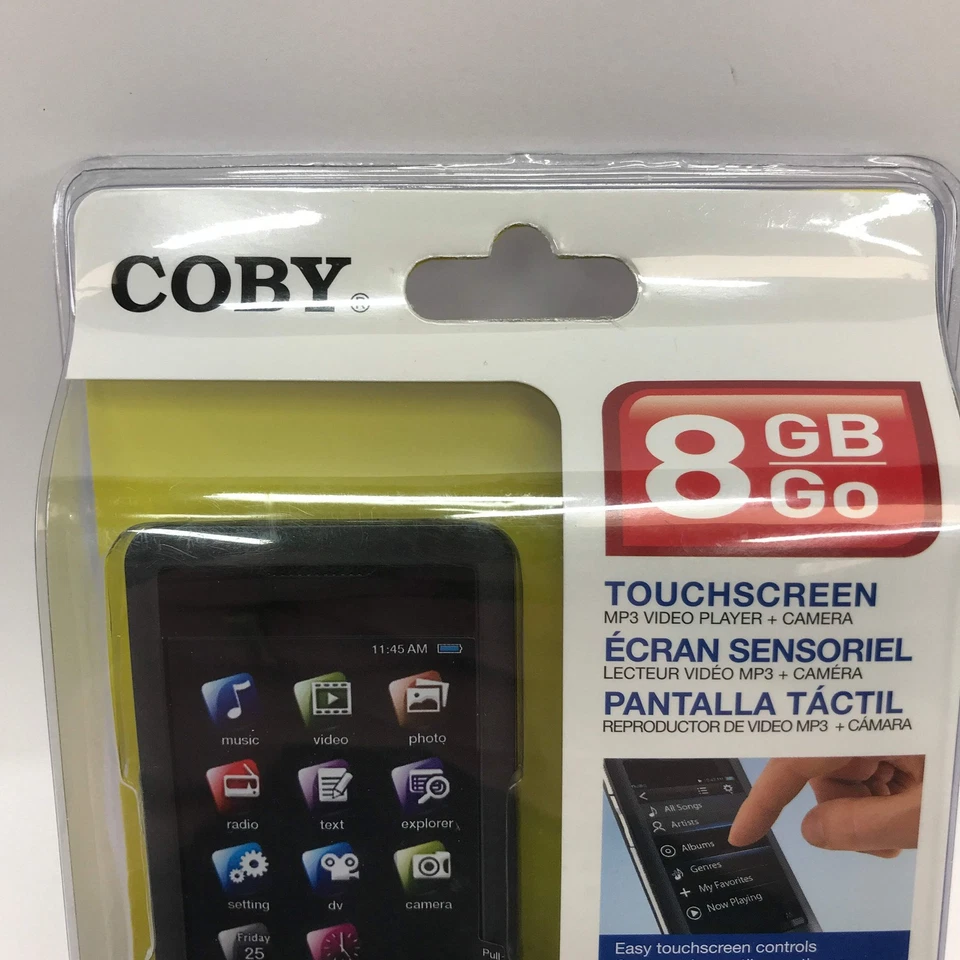 COBY®
8 GB
Go
TOUCHSCREEN
MP3 VIDEO PLAYER + CAMERA
ÉCRAN SENSORIEL
LECTEUR VIDÉO MP3 + CAMÉRA
PANTALLA TÁCTIL
REPRODUCTOR DE VIDEO MP3 + CÁMARA
11:45 AM
music video photo
radio text explorer
setting dv camera
Friday
25
Pull-
All Songs
Artists
Albums
Genres
My Favorites
Now Playing
Easy touchscreen controls